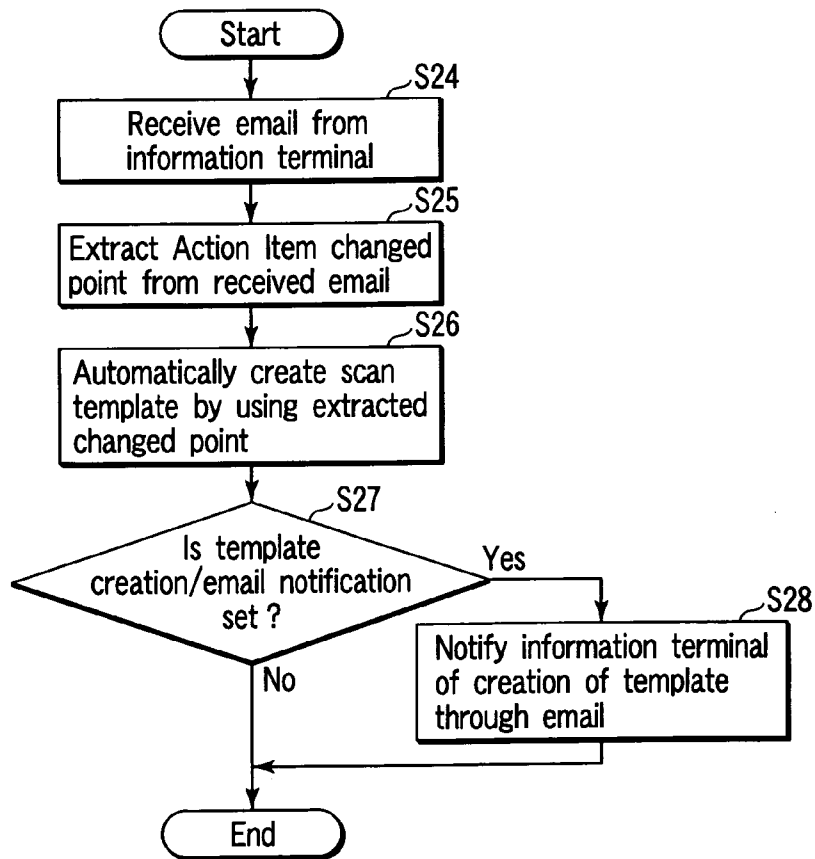 Start
S24
Receive email from
information terminal
S25
Extract Action Item changed
point from received email
S26
Automatically create scan
template by using extracted
changed point
S27
Is template
creation/email notification
set ?
Yes
No
S28
Notify information terminal
of creation of template
through email
End